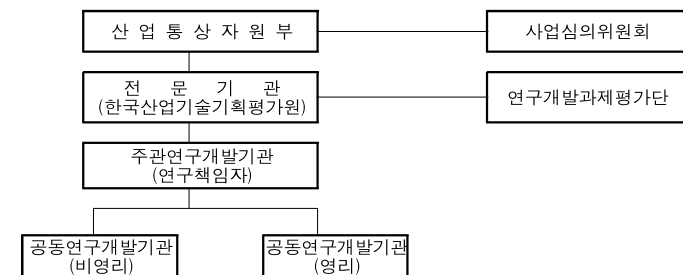 산 업 통 상 자 원 부
사업심의위원회
전 문 기 관
(한국산업기술기획평가원)
연구개발과제평가단
주관연구개발기관
(연구책임자)
공동연구개발기관
(비영리)
공동연구개발기관
(영리)